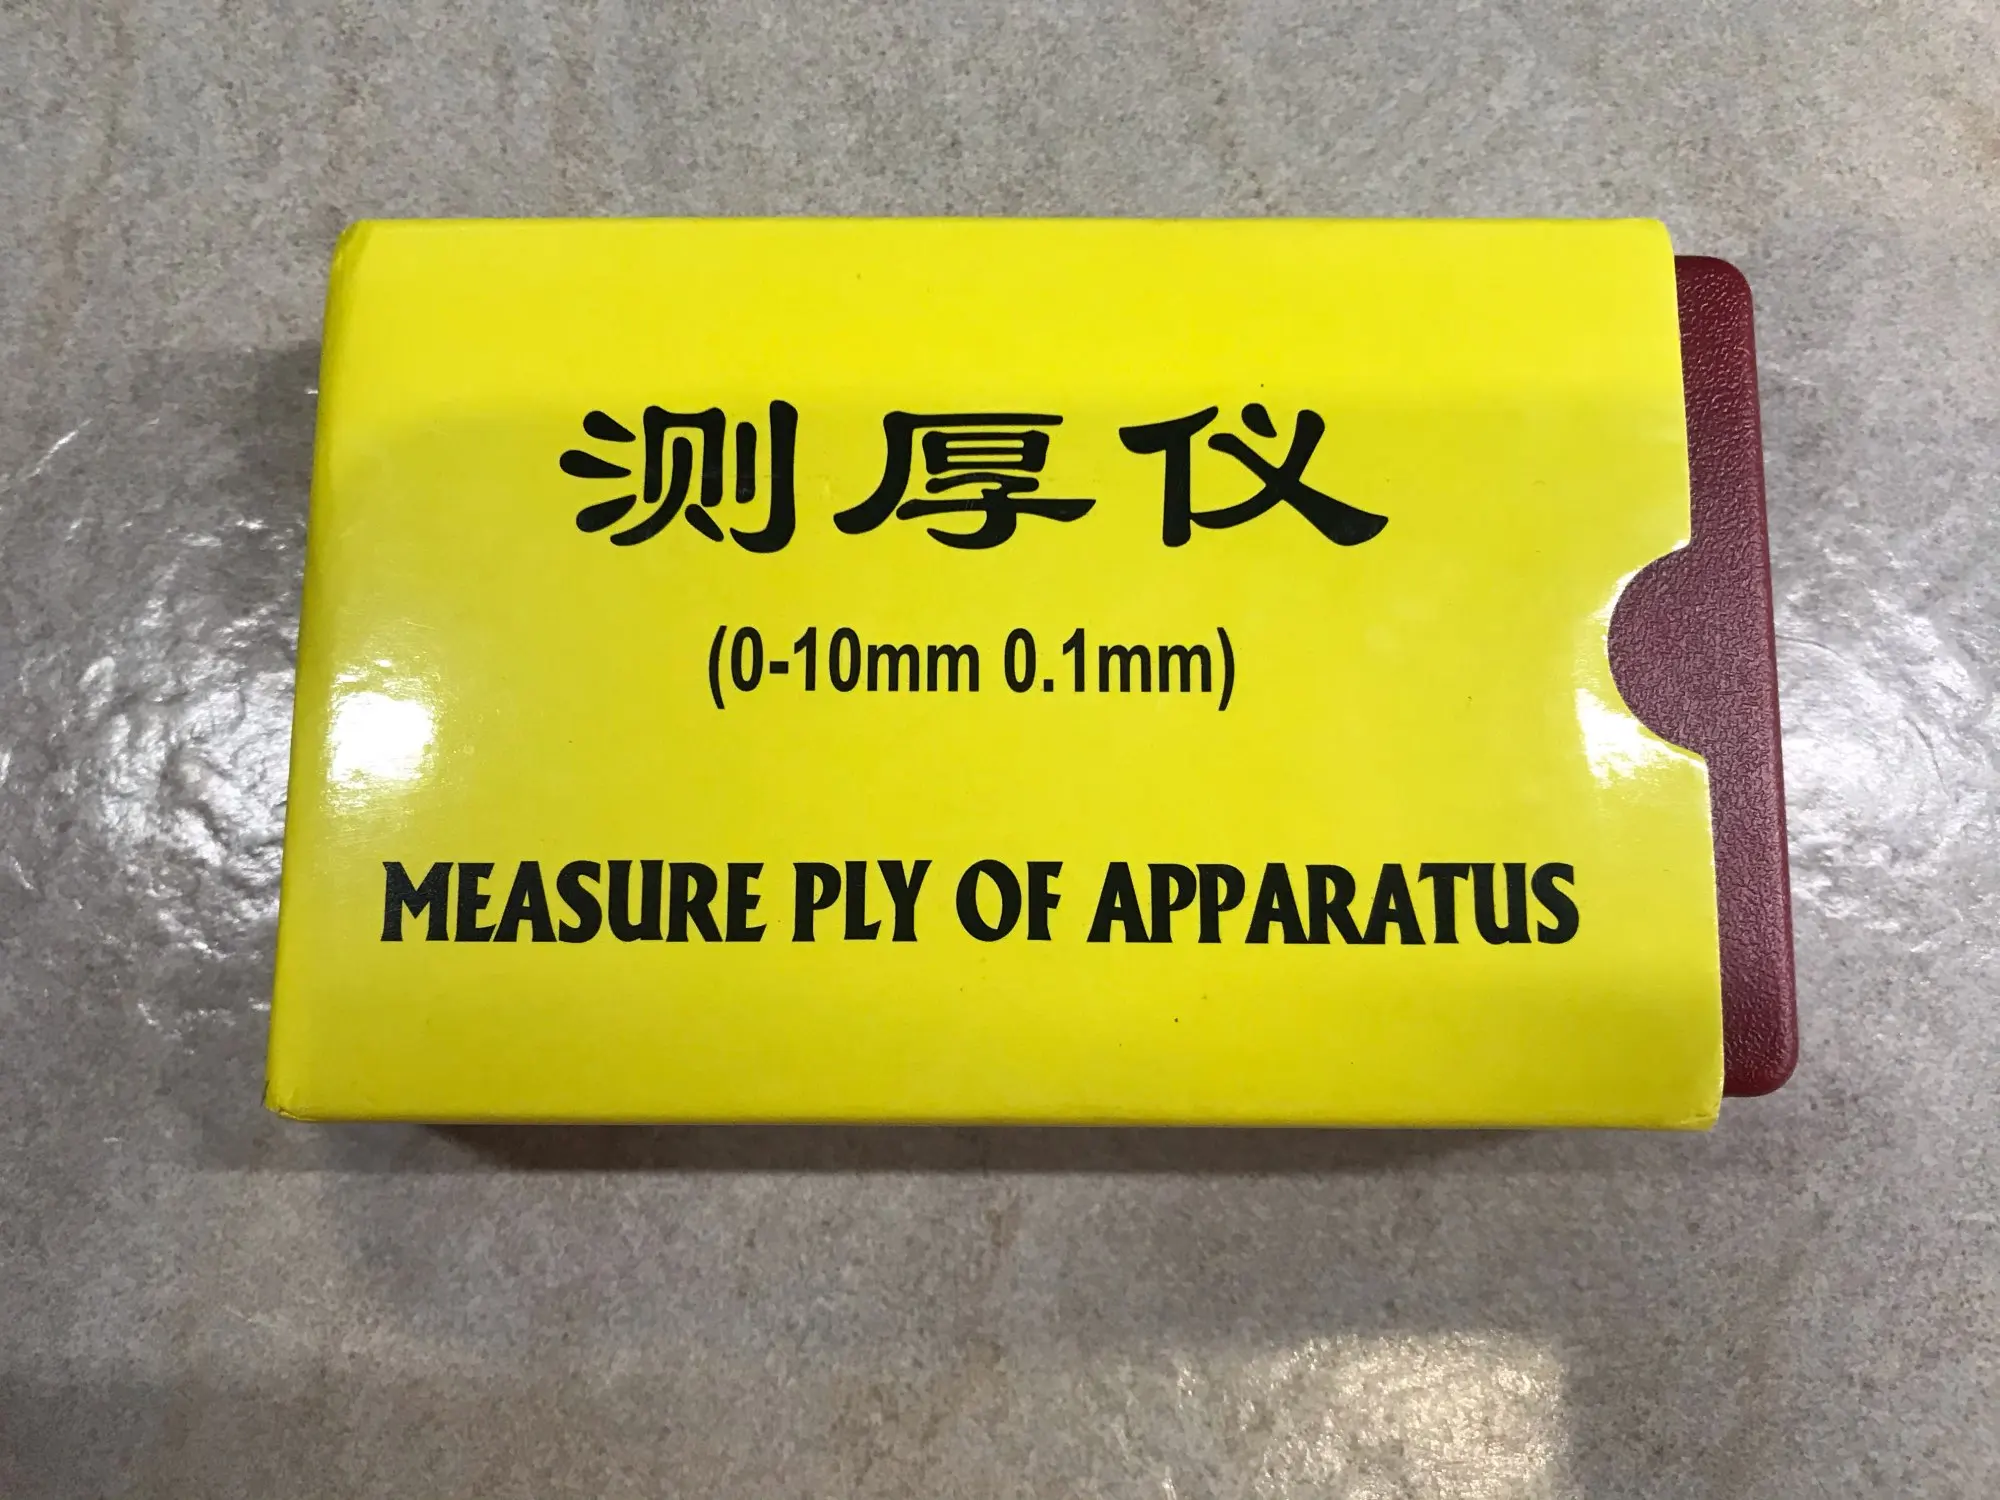 测厚仪
(0-10mm 0.1mm)
MEASURE PLY OF APPARATUS